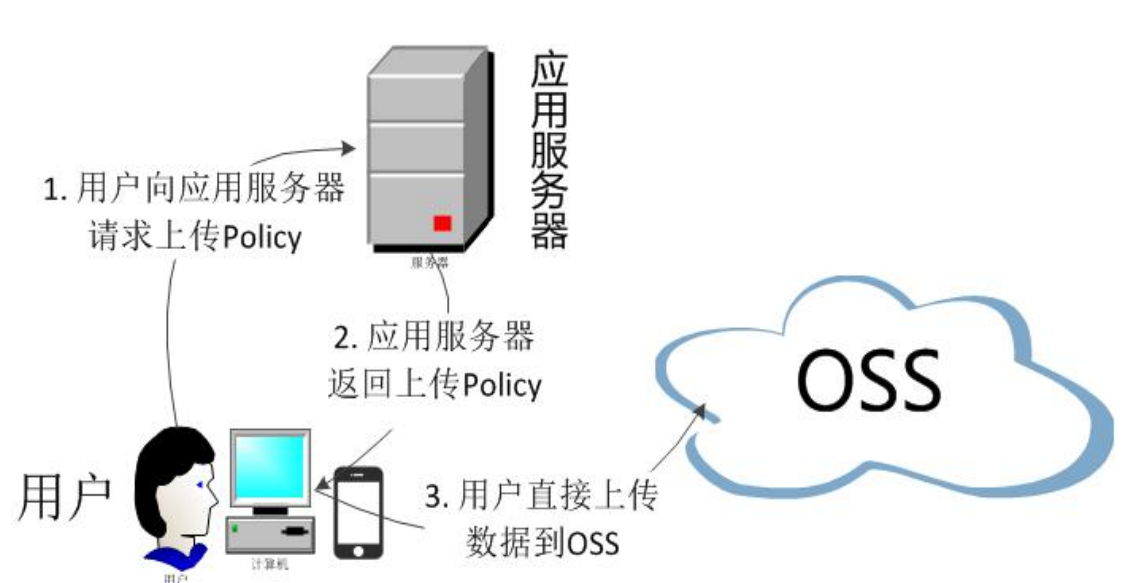 应用服务器
1. 用户向应用服务器
请求上传Policy
服务器
2. 应用服务器
返回上传Policy
OSS
用户
3. 用户直接上传
数据到OSS
计算机
用户